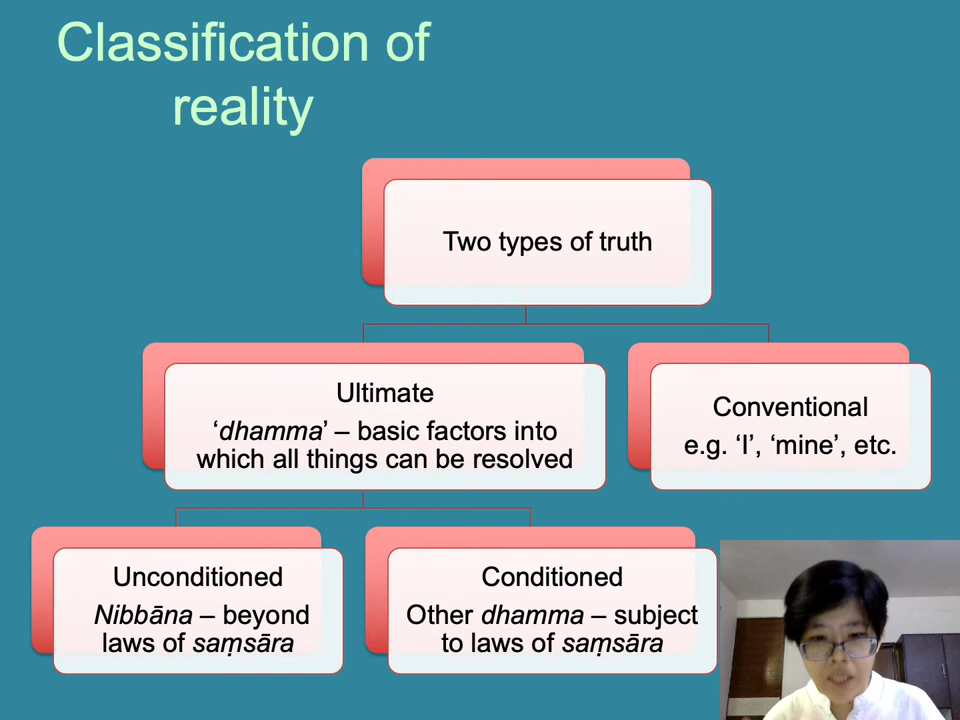 Classification of
reality
Two types of truth
Ultimate
‘dhamma’ – basic factors into
which all things can be resolved
Conventional
e.g. ‘I’, ‘mine’, etc.
Unconditioned
Nibbāna – beyond
laws of saṃsāra
Conditioned
Other dhamma – subject
to laws of saṃsāra